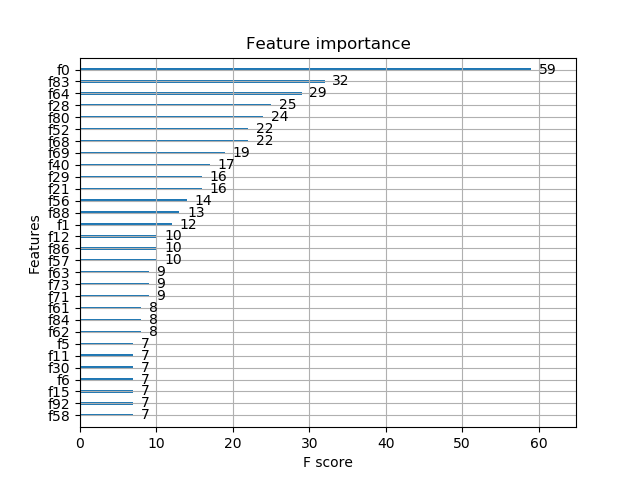 Feature importance
f0 59
f83 32
f64 29
f28 25
f80 24
f52 22
f68 22
f69 19
f40 17
f29 16
f21 16
f56 14
f88 13
f1 12
f12 10
f86 10
f57 10
f63 9
f73 9
f71 9
f61 8
f84 8
f62 8
f5 7
f11 7
f30 7
f6 7
f15 7
f92 7
f58 7
Features
0 10 20 30 40 50 60
F score